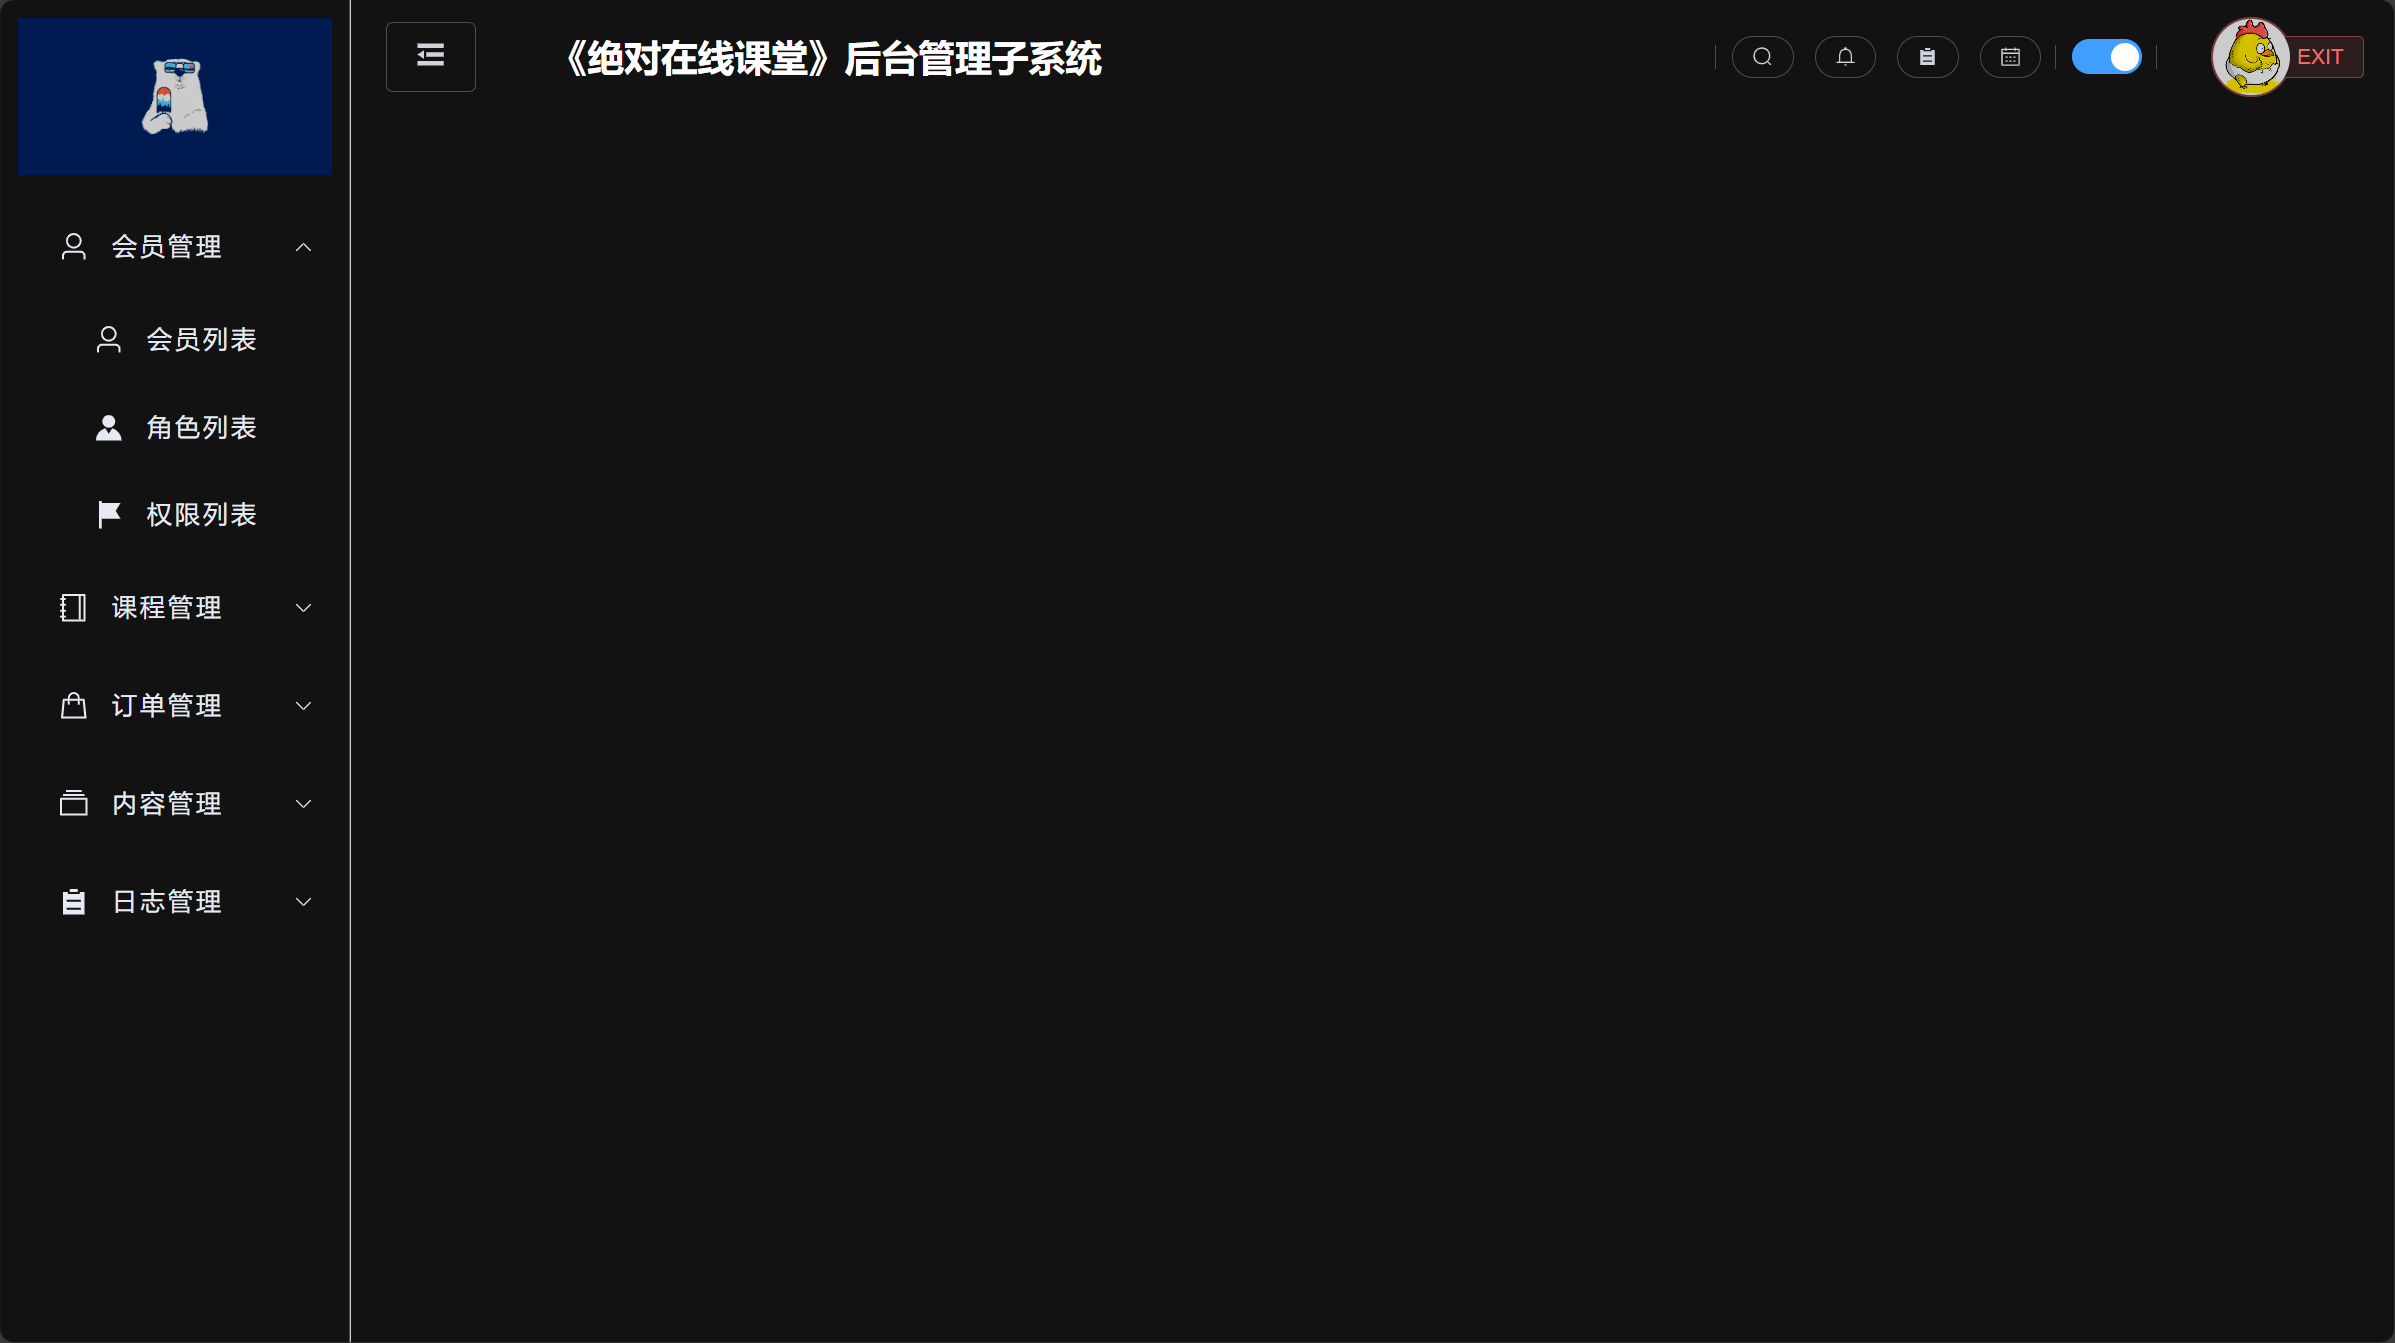 《绝对在线课堂》后台管理子系统
EXIT
会员管理
会员列表
角色列表
权限列表
课程管理
订单管理
内容管理
日志管理